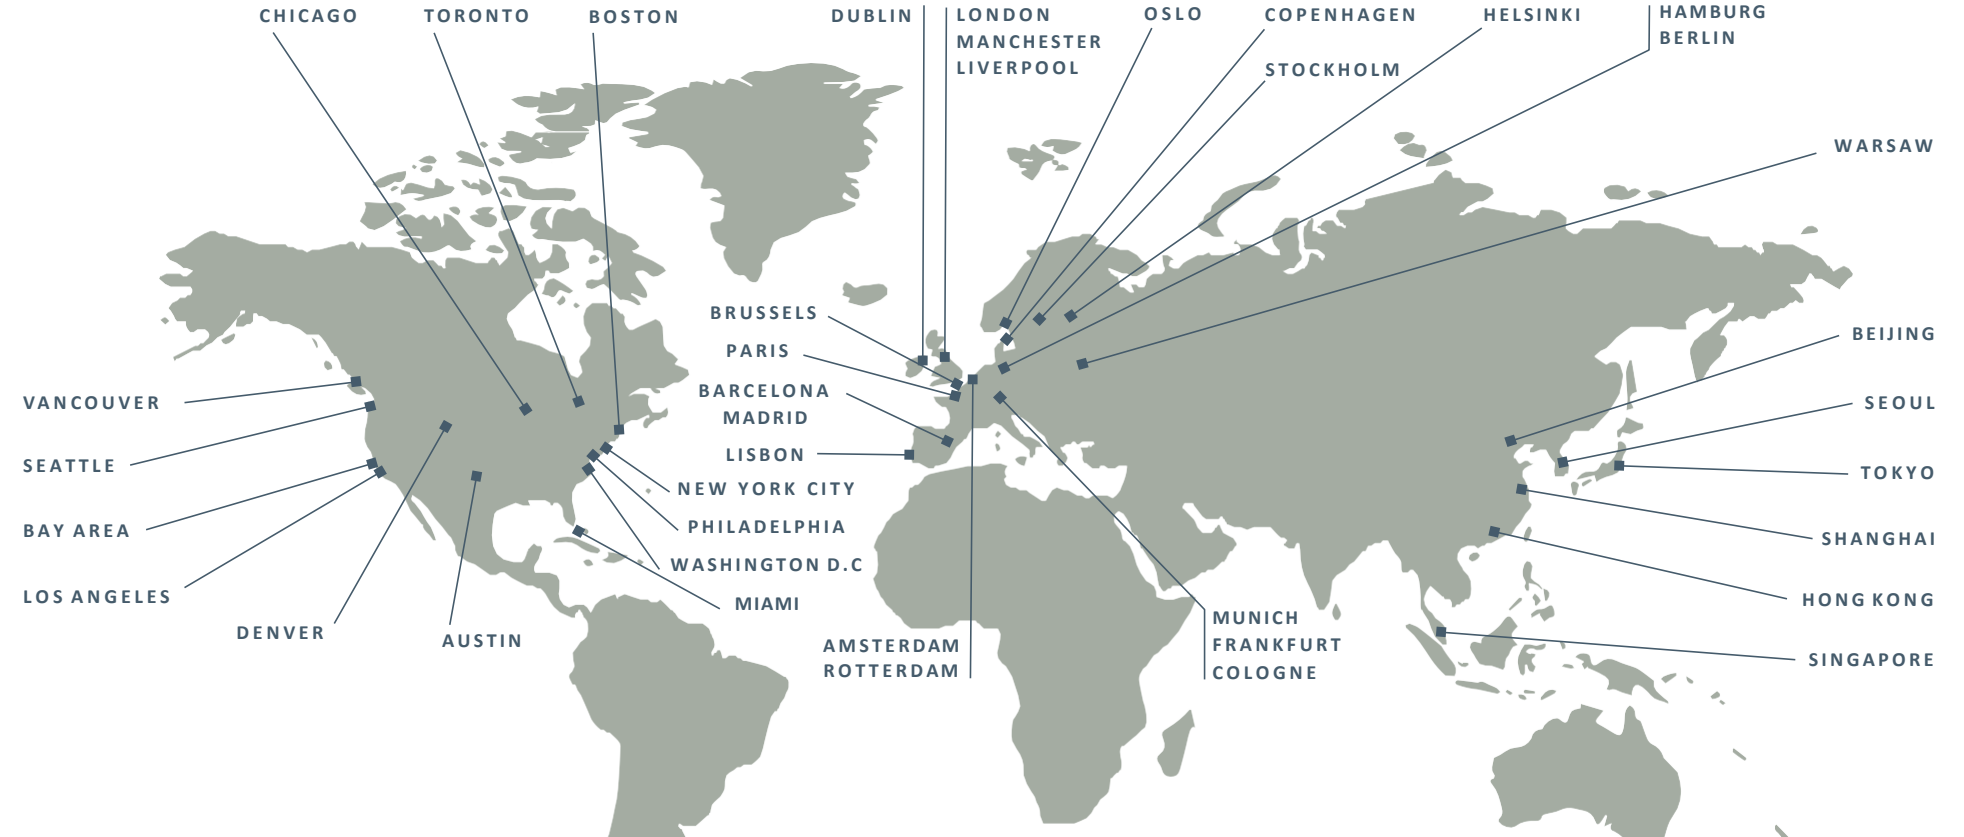 CHICAGO
TORONTO
BOSTON
DUBLIN
LONDON
MANCHESTER
LIVERPOOL
OSLO
COPENHAGEN
STOCKHOLM
HELSINKI
HAMBURG
BERLIN
WARSAW
BRUSSELS
PARIS
BARCELONA
MADRID
LISBON
VANCOUVER
SEATTLE
BAY AREA
LOS ANGELES
DENVER
AUSTIN
NEW YORK CITY
PHILADELPHIA
WASHINGTON D.C
MIAMI
AMSTERDAM
ROTTERDAM
MUNICH
FRANKFURT
COLOGNE
BEIJING
SEOUL
TOKYO
SHANGHAI
HONG KONG
SINGAPORE